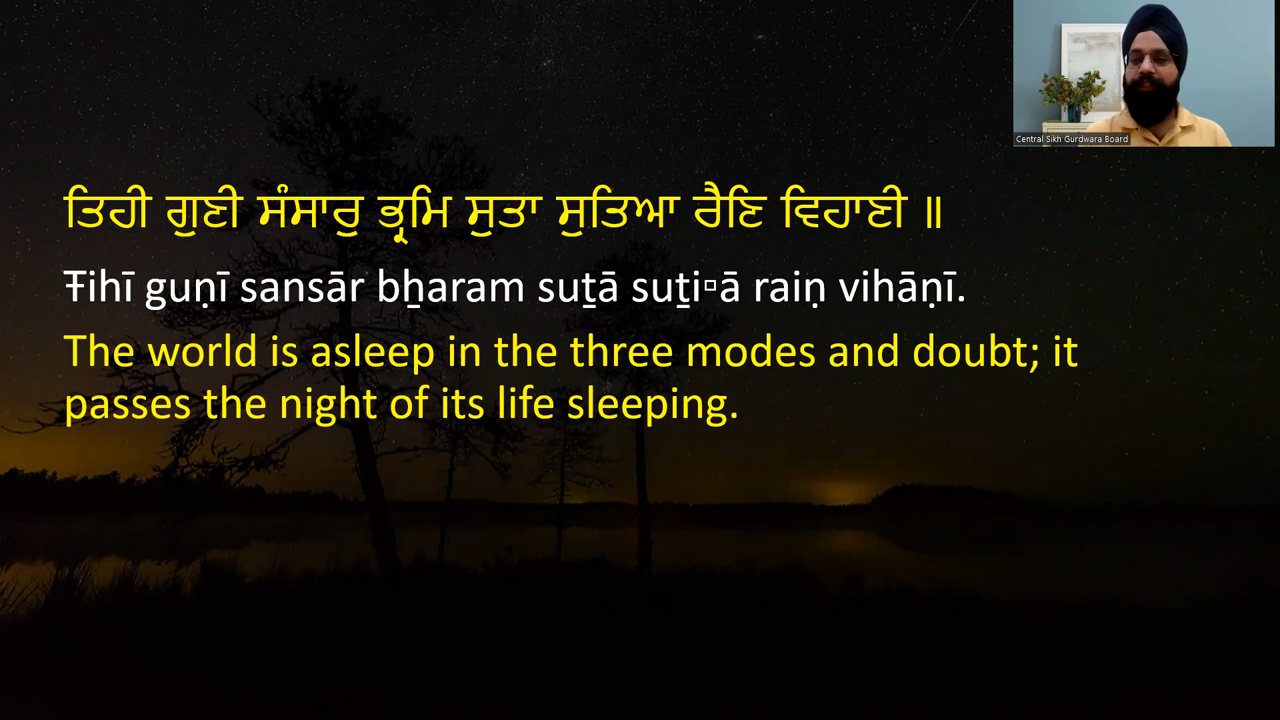 Central Sikh Gurdwara Board
ਤਿਹੀ ਗੁਣੀ ਸੰਸਾਰੁ ਭ੍ਰਮਿ ਸੁਤਾ ਸੁਤਿਆ ਰੈਣਿ ਵਿਹਾਣੀ ॥
Ŧihī guṇī sansār bẖaram suṯā suṯi▫ā raiṇ vihāṇī.
The world is asleep in the three modes and doubt; it
passes the night of its life sleeping.